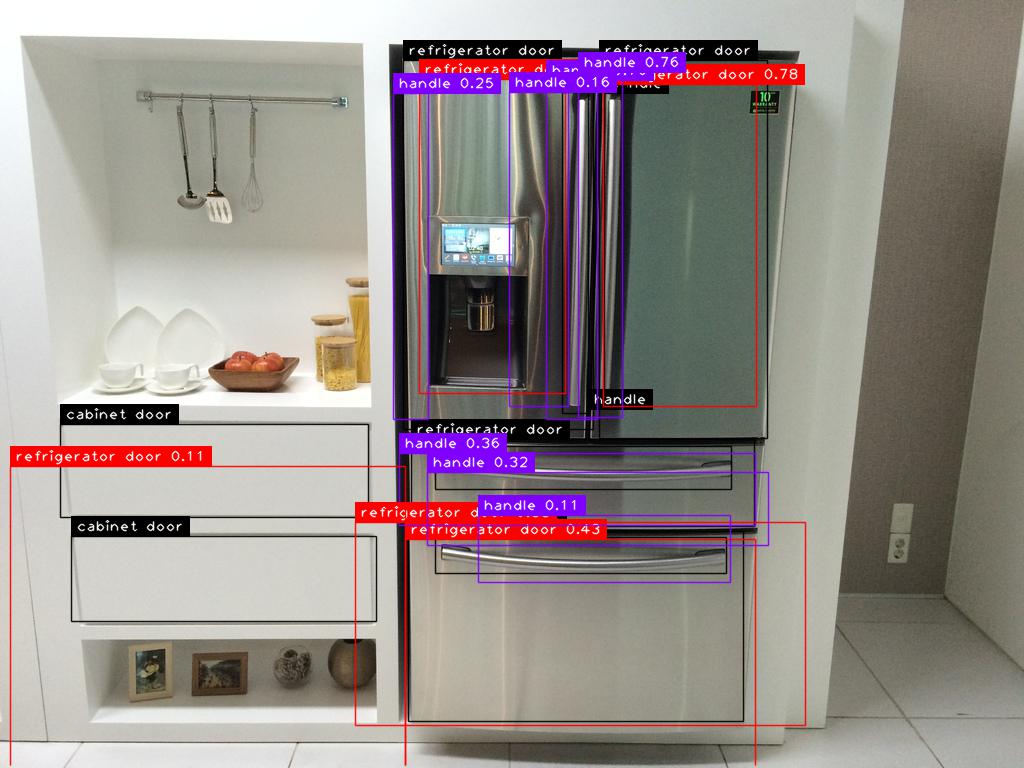 refrigerator door
refrigerator door
handle 0.76
handle 0.25
handle 0.16
door 0.78
10
WARRANTY
handle
cabinet door
refrigerator door
handle 0.36
refrigerator door 0.11
handle 0.32
handle 0.11
cabinet door
refrigerator door 0.43